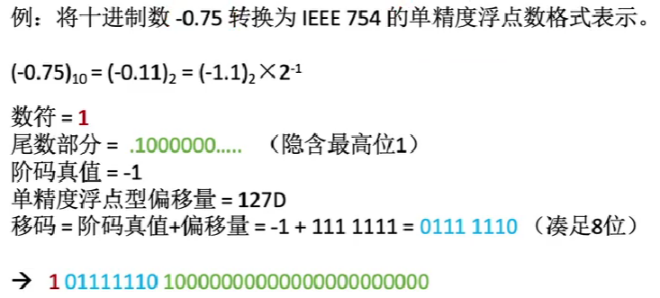 例：将十进制数 -0.75 转换为 IEEE 754 的单精度浮点数格式表示。
(-0.75)₁₀ = (-0.11)₂ = (-1.1)₂×2⁻¹
数符 = 1
尾数部分 = .1000000..... （隐含最高位1）
阶码真值 = -1
单精度浮点型偏移量 = 127D
移码 = 阶码真值+偏移量 = -1 + 111 1111 = 0111 1110 （凑足8位）
→ 1 01111110 10000000000000000000000